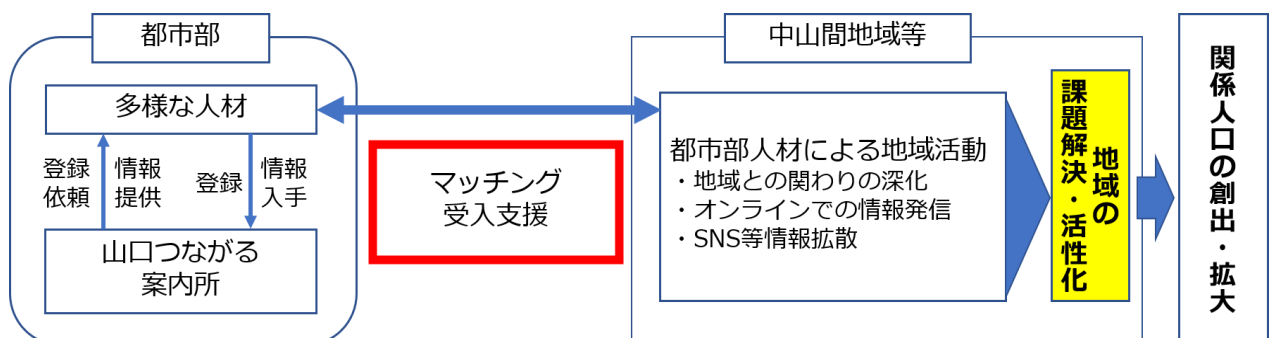 都市部
多様な人材
登録
依頼
情報
提供
登録
情報
入手
山口つながる
案内所
マッチング
受入支援
中山間地域等
都市部人材による地域活動
・地域との関わりの深化
・オンラインでの情報発信
・SNS等情報拡散
地域の
課題解決・活性化
関係人口の創出・拡大